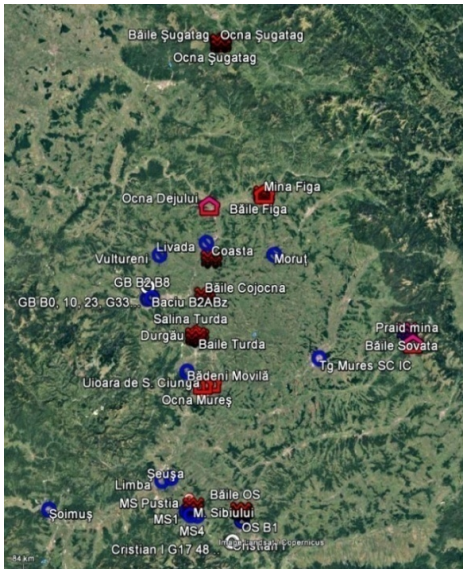 Băile Şugatag Ocna Şugatag
Ocna Şugatag
Mina Figa
Ocna Dejului
Băile Figa
Livada
Coasta
Vultureni
Moruţ
GB B2,B8
Băile Cojocna
GB B0, 10, 23, G33... Baciu B2ABz
Salina Turda
Praid mina
Durgău
Băile Turda
Băile Sovata
Tg.Mures SC IC
Bădeni Movilă
Uioara de S. Ciunga
Ocna Mureş
Şeuşa
Limba
Băile OS
MS Pustia
Şoimuş
MS1
M. Sibiului
OS B1
MS4
Cristian I G17 48...
Cristian I
~84 km